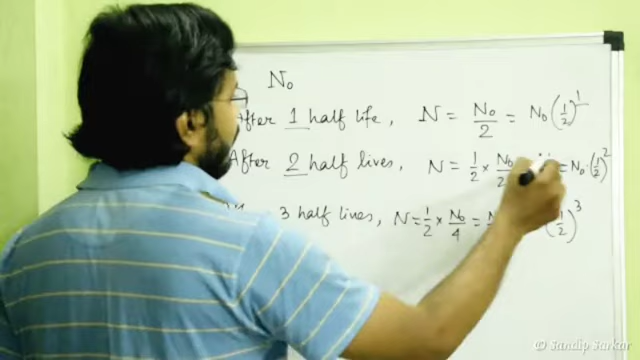 N₀
After 1 half life, N = N₀/2 = N₀(1/2)^1
After 2 half lives, N = 1/2 × N₀/2 = N₀·(1/2)^2
3 half lives, N = 1/2 × N₀/4 = (1/2)^3
© Sandip Sarkar